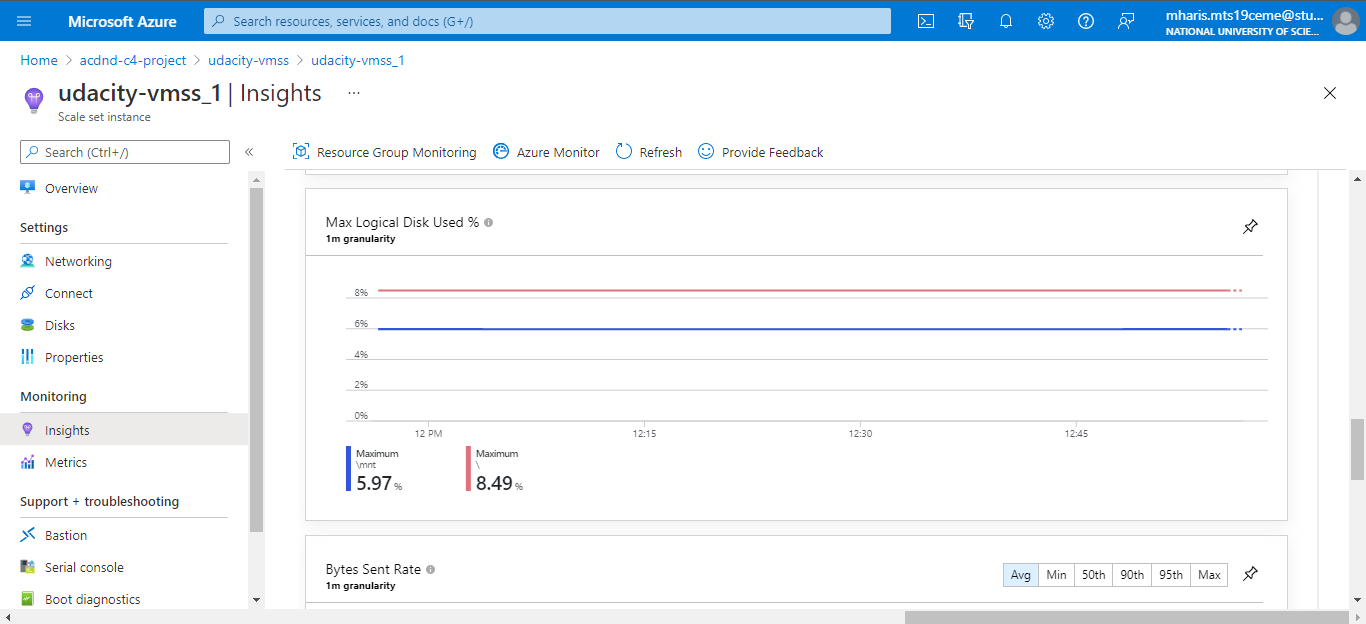 Microsoft Azure
Search resources, services, and docs (G+/)
mharis.mts19ceme@stu...
NATIONAL UNIVERSITY OF SCIE...
Home > acdnd-c4-project > udacity-vmss > udacity-vmss_1
udacity-vmss_1 | Insights ...
Scale set instance
Search (Ctrl+/)
«
Resource Group Monitoring
Azure Monitor
Refresh
Provide Feedback
Overview
Settings
Networking
Connect
Disks
Properties
Monitoring
Insights
Metrics
Support + troubleshooting
Bastion
Serial console
Boot diagnostics
Max Logical Disk Used %
1m granularity
8%
6%
4%
2%
0%
12 PM 12:15 12:30 12:45
Maximum
\mnt
5.97 %
Maximum
\
8.49 %
Bytes Sent Rate
1m granularity
Avg Min 50th 90th 95th Max